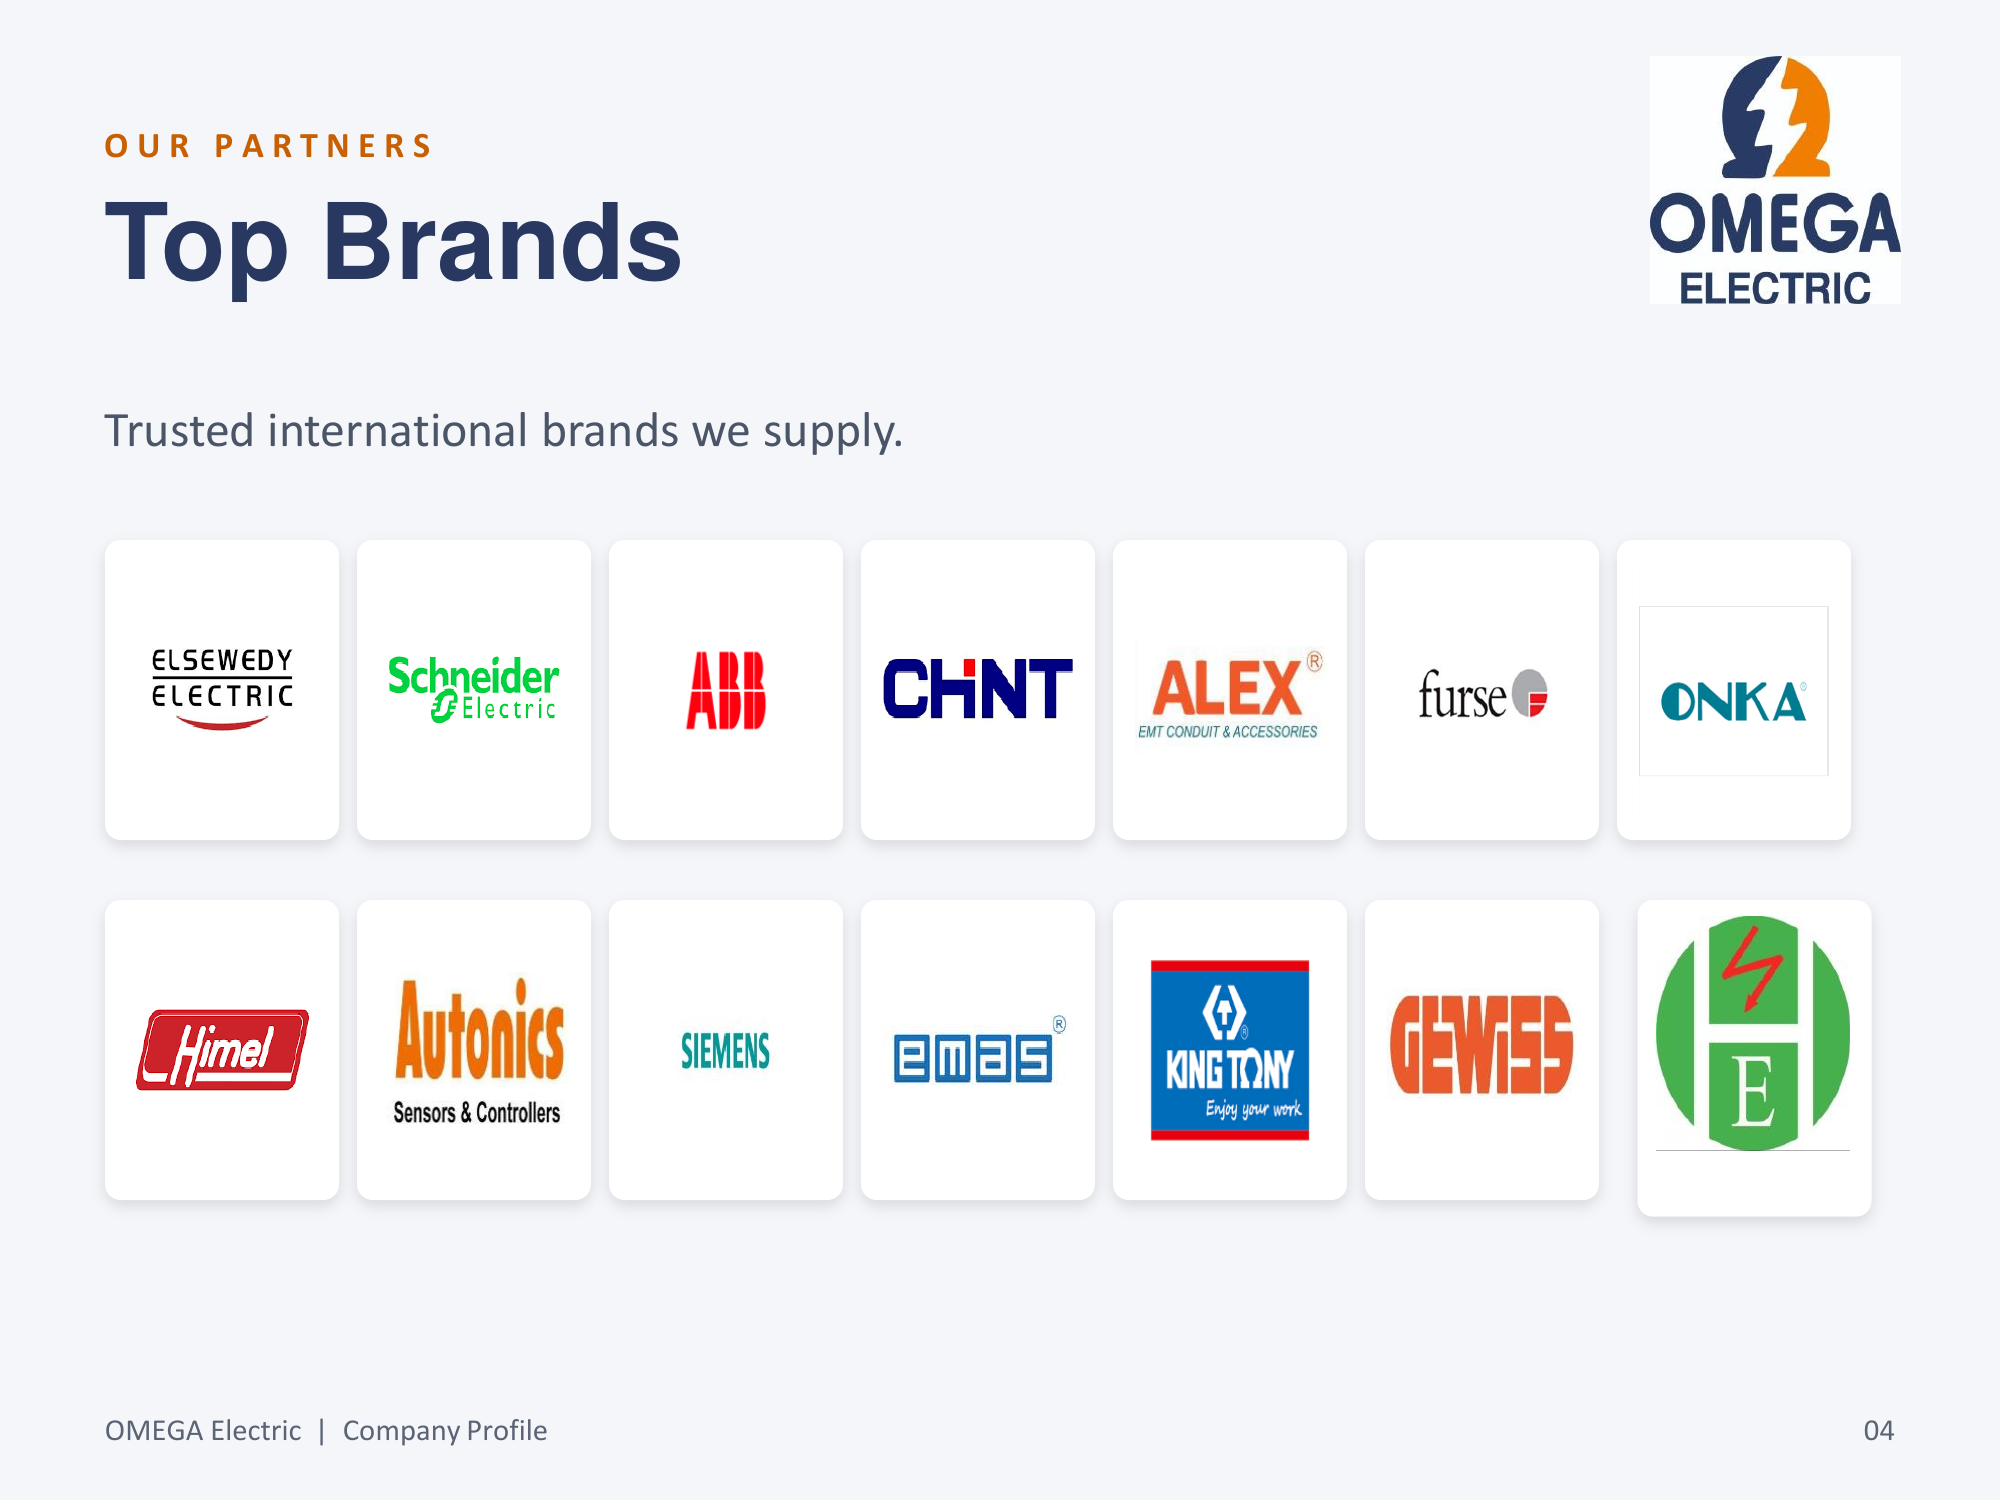 OUR PARTNERS
Top Brands
OMEGA
ELECTRIC
Trusted international brands we supply.
ELSEWEDY
ELECTRIC
Schneider
Electric
ABB
CHiNT
ALEX®
EMT CONDUIT & ACCESSORIES
furse
ONKA®
Himel
Autonics
Sensors & Controllers
SIEMENS
emas®
KING TONY®
Enjoy your work
GEWiSS
H
E
OMEGA Electric | Company Profile
04